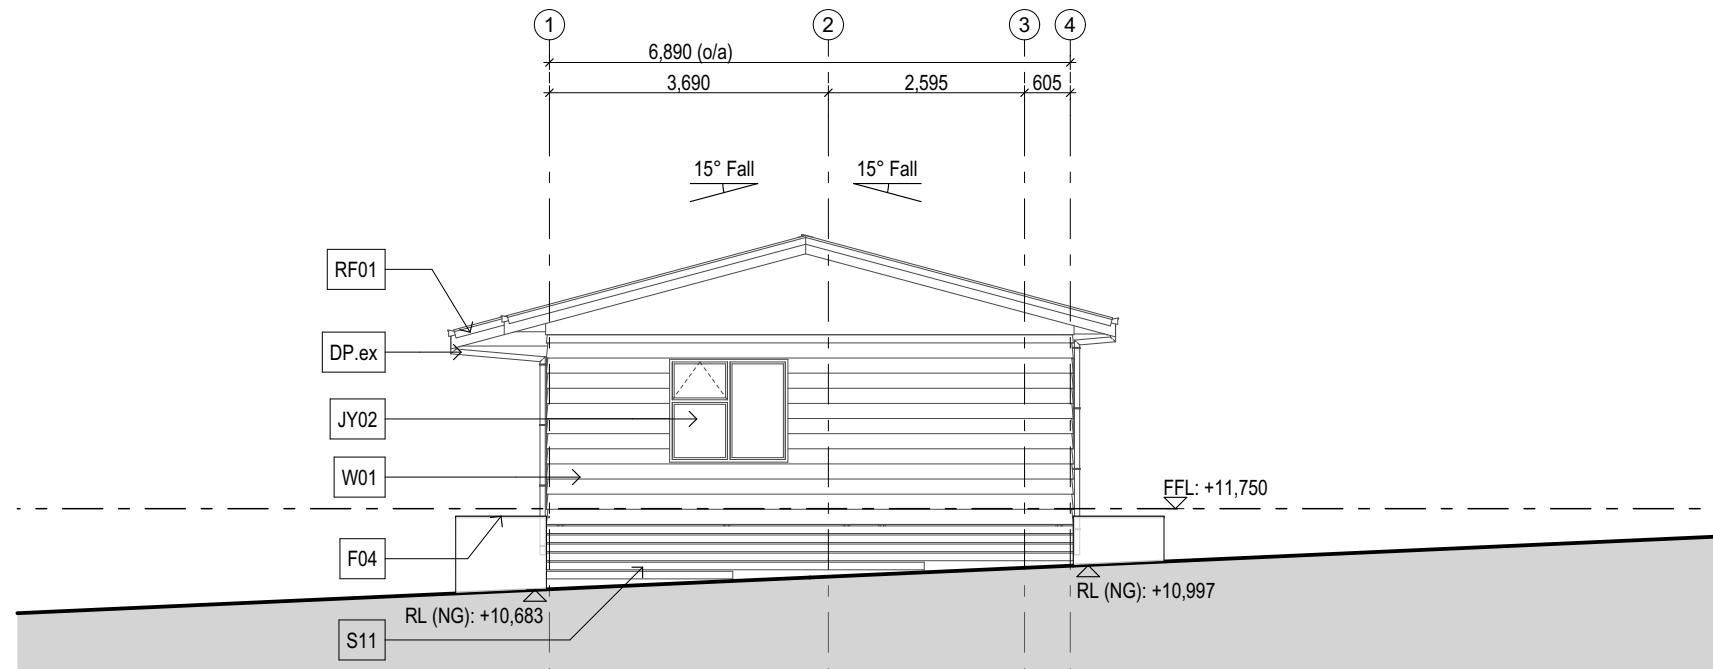 1 2 3 4
6,890 (o/a)
3,690 2,595 605
15° Fall 15° Fall
RF01
DP.ex
JY02
W01
FFL: +11,750
F04
RL (NG): +10,997
RL (NG): +10,683
S11